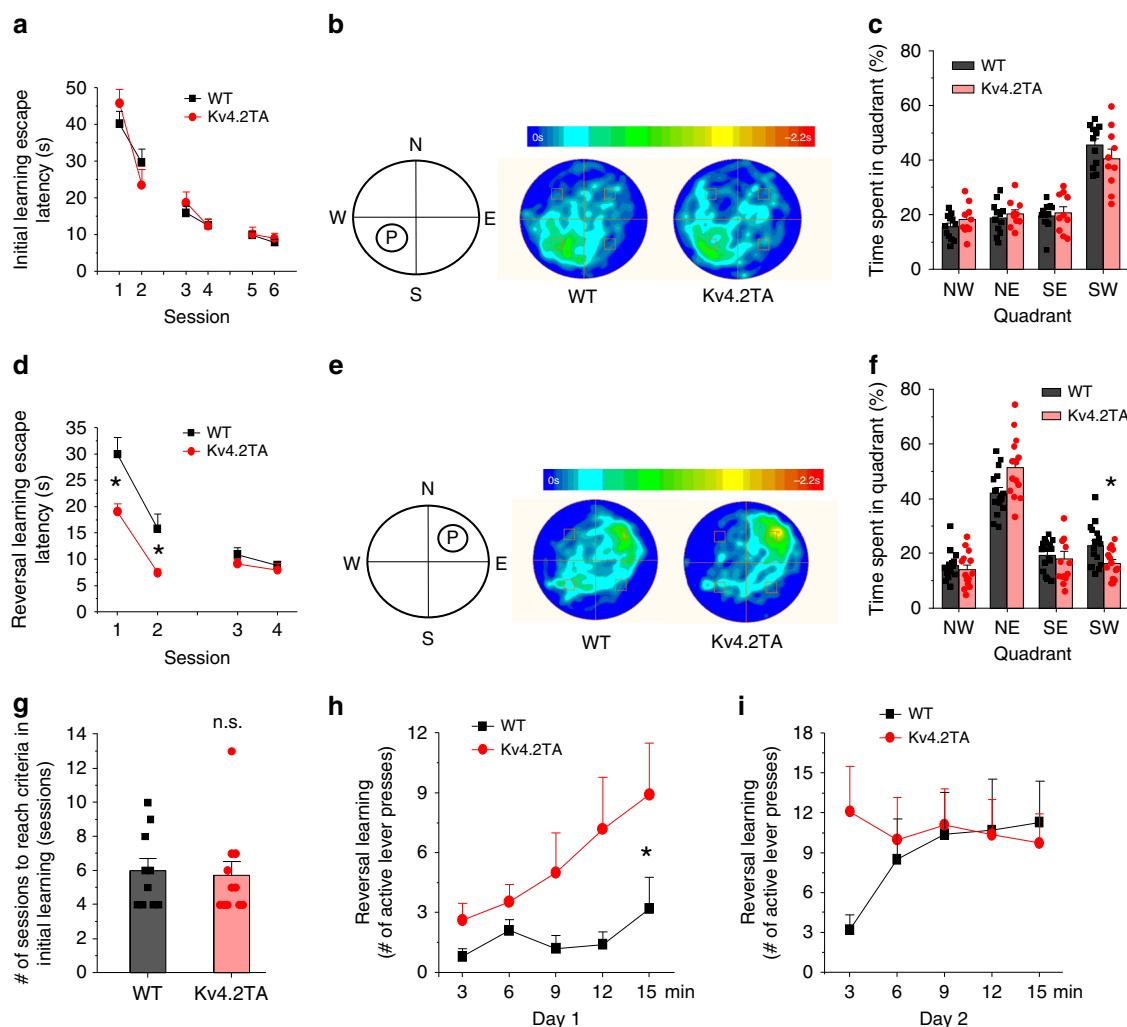 a
Initial learning escape
latency (s)
50
40
30
20
10
0
WT
Kv4.2TA
1 2 3 4 5 6
Session
b
N
W
E
S
P
0s
–2.2s
WT
Kv4.2TA
c
Time spent in quadrant (%)
80
60
40
20
0
WT
Kv4.2TA
NW NE SE SW
Quadrant
d
Reversal learning escape
latency (s)
35
30
25
20
15
10
5
0
WT
Kv4.2TA
*
*
1 2 3 4
Session
e
N
W
E
S
P
0s
–2.2s
WT
Kv4.2TA
f
Time spent in quadrant (%)
80
60
40
20
0
WT
Kv4.2TA
*
NW NE SE SW
Quadrant
g
# of sessions to reach criteria in
initial learning (sessions)
14
12
10
8
6
4
2
0
n.s.
WT Kv4.2TA
h
Reversal learning
(# of active lever presses)
12
9
6
3
0
WT
Kv4.2TA
*
3 6 9 12 15 min
Day 1
i
Reversal learning
(# of active lever presses)
18
15
12
9
6
3
0
WT
Kv4.2TA
3 6 9 12 15 min
Day 2